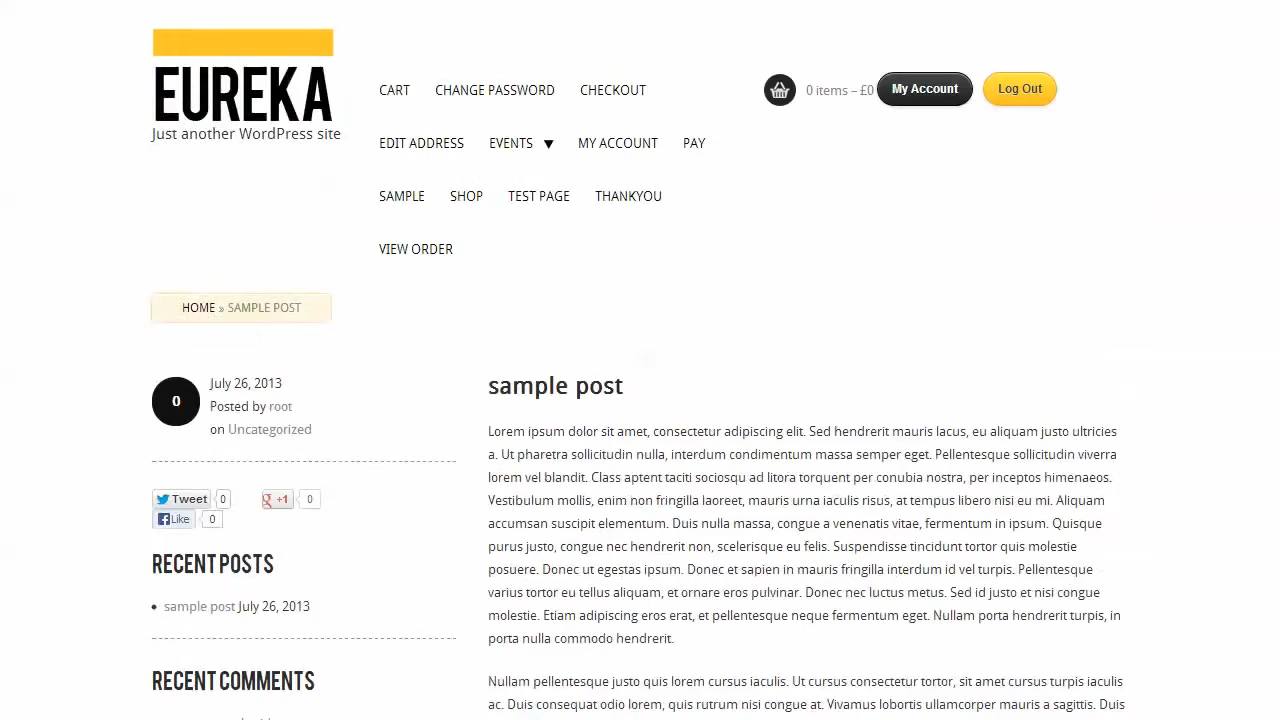 EUREKA
Just another WordPress site
CART CHANGE PASSWORD CHECKOUT
EDIT ADDRESS EVENTS ▼ MY ACCOUNT PAY
SAMPLE SHOP TEST PAGE THANKYOU
VIEW ORDER
0 items – £0 My Account Log Out
HOME » SAMPLE POST
0
July 26, 2013
Posted by root
on Uncategorized
Tweet 0 +1 0
Like 0
RECENT POSTS
• sample post July 26, 2013
RECENT COMMENTS
sample post
Lorem ipsum dolor sit amet, consectetur adipiscing elit. Sed hendrerit mauris lacus, eu aliquam justo ultricies
a. Ut pharetra sollicitudin nulla, interdum condimentum massa semper eget. Pellentesque sollicitudin viverra
lorem vel blandit. Class aptent taciti sociosqu ad litora torquent per conubia nostra, per inceptos himenaeos.
Vestibulum mollis, enim non fringilla laoreet, mauris urna iaculis risus, at tempus libero nisi eu mi. Aliquam
accumsan suscipit elementum. Duis nulla massa, congue a venenatis vitae, fermentum in ipsum. Quisque
purus justo, congue nec hendrerit non, scelerisque eu felis. Suspendisse tincidunt tortor quis molestie
posuere. Donec ut egestas ipsum. Donec et sapien in mauris fringilla interdum id vel turpis. Pellentesque
varius tortor eu tellus aliquam, et ornare eros pulvinar. Donec nec luctus metus. Sed id justo et nisi congue
molestie. Etiam adipiscing eros erat, et pellentesque neque fermentum eget. Nullam porta hendrerit turpis, in
porta nulla commodo hendrerit.
Nullam pellentesque justo quis lorem cursus iaculis. Ut cursus consectetur tortor, sit amet cursus turpis iaculis
ac. Duis consequat odio lorem, quis rutrum nisi congue at. Vivamus lobortis ullamcorper mauris a sagittis. Duis